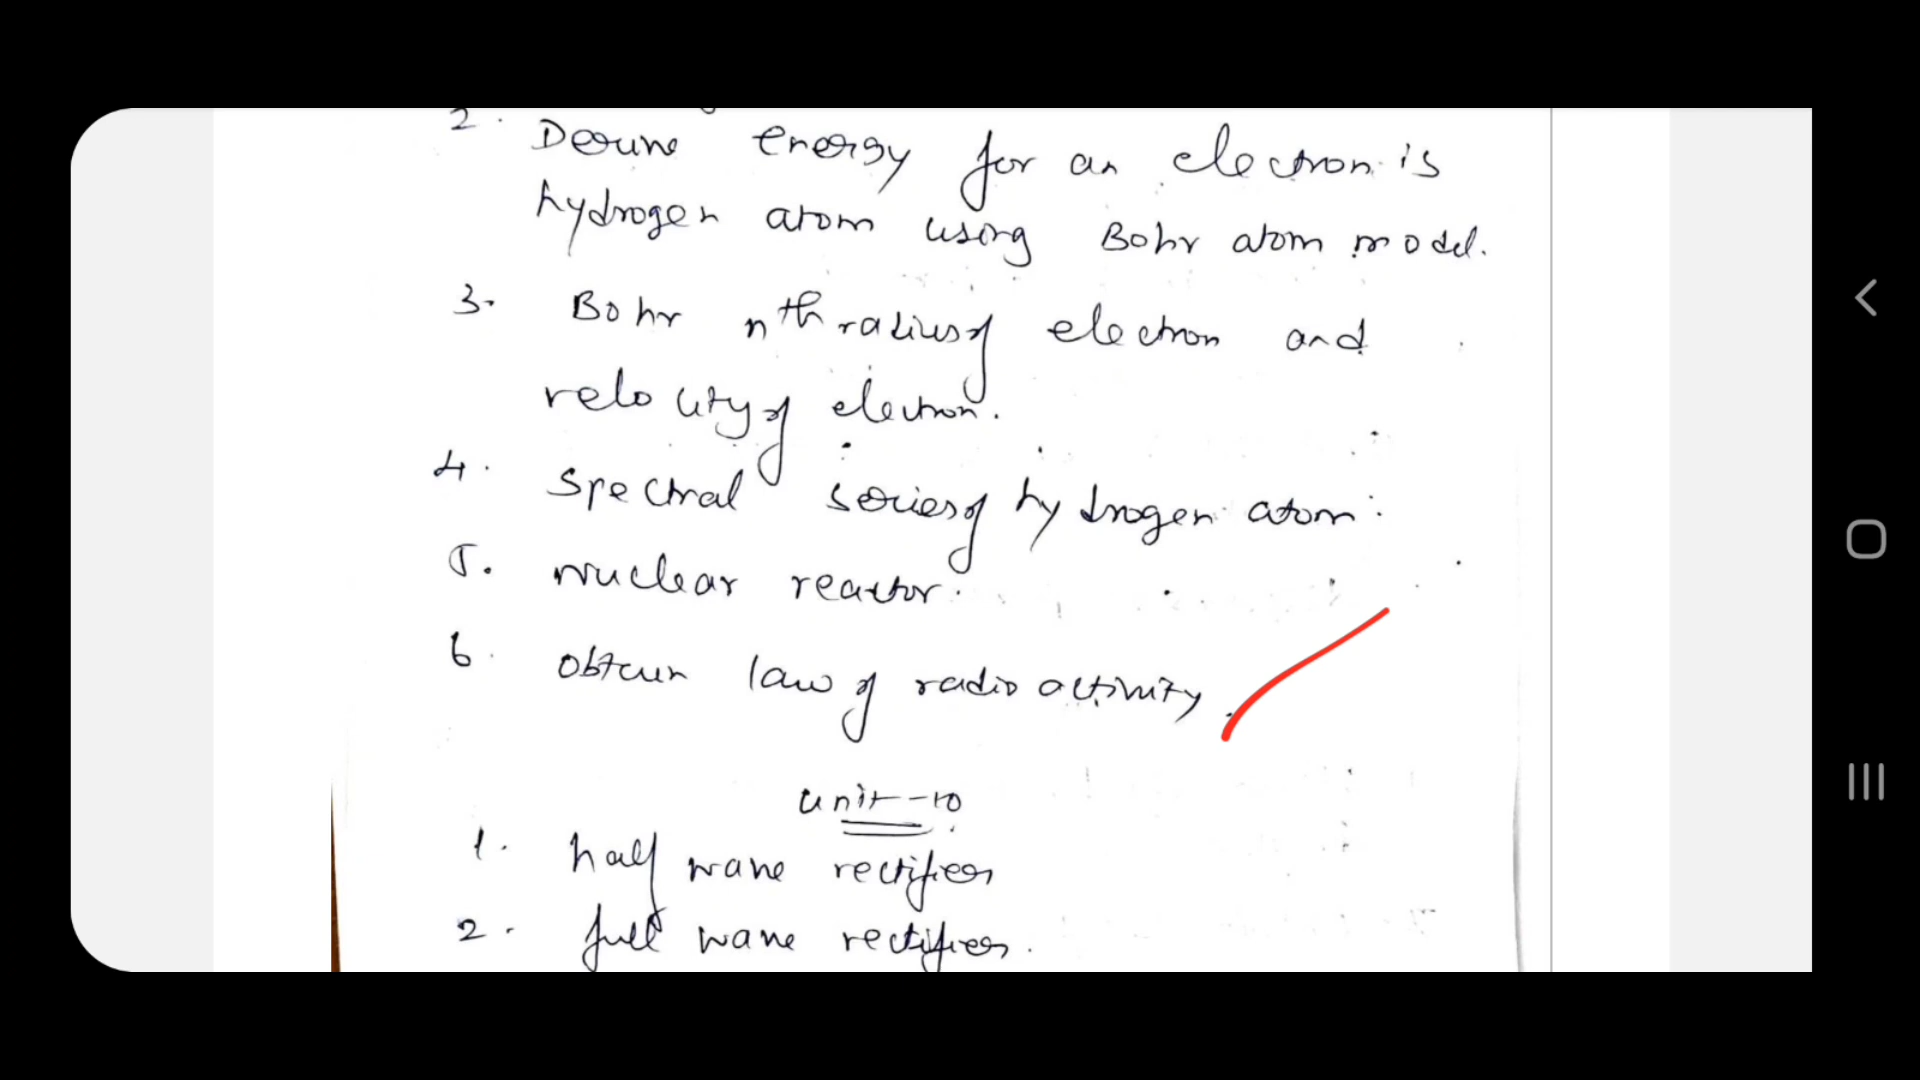 2. Derive energy for an electron is
hydrogen atom using Bohr atom model.
3. Bohr nth radius of electron and
velocity of electron.
4. Spectral series of hydrogen atom.
5. nuclear reactor.
6. Obtain law of radio activity.
unit-10
1. half wave rectifier
2. full wave rectifier.